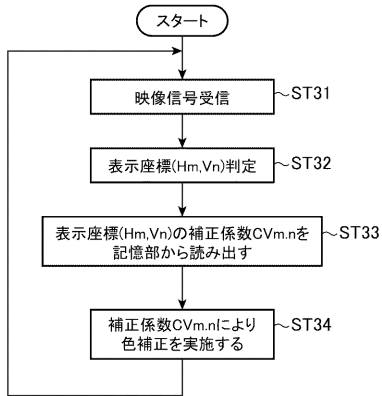 スタート
映像信号受信
ST31
表示座標(Hm,Vn)判定
ST32
表示座標(Hm,Vn)の補正係数CVm.nを
記憶部から読み出す
ST33
補正係数CVm.nにより
色補正を実施する
ST34